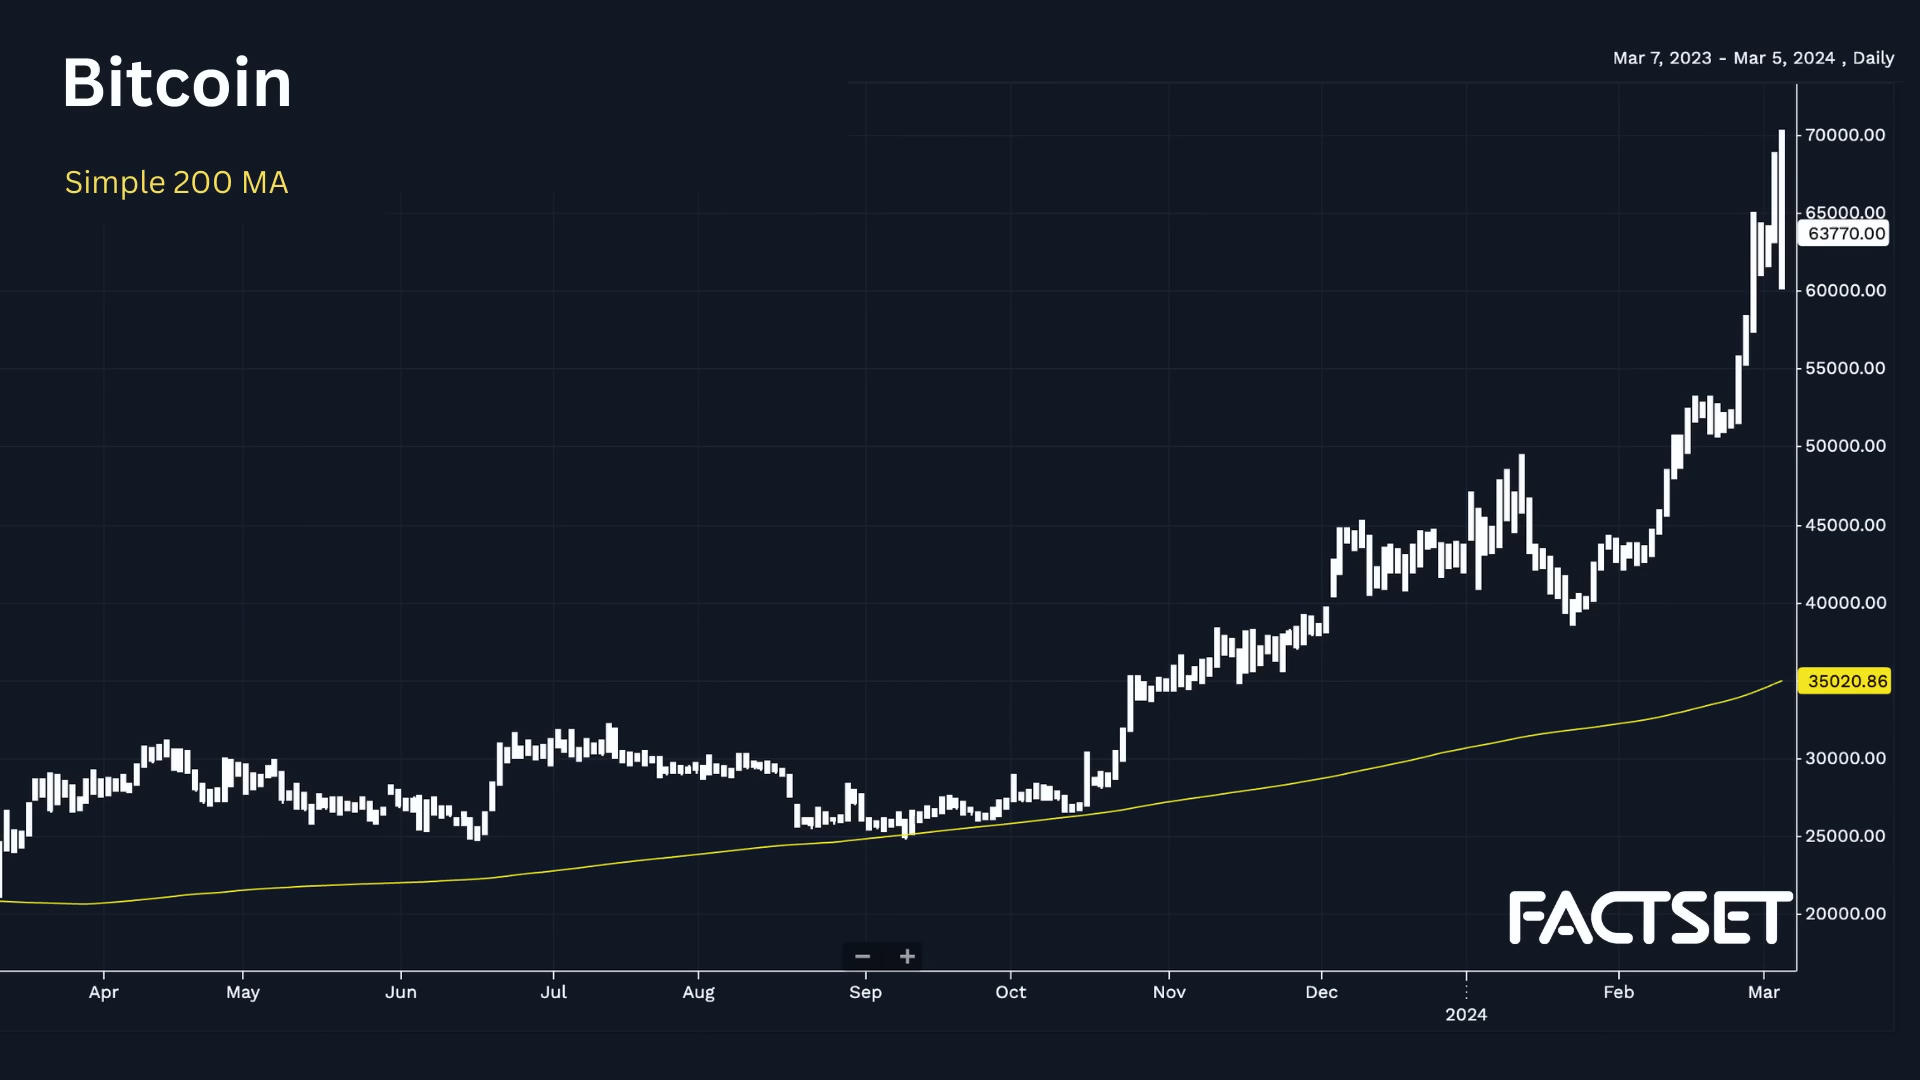 Bitcoin
Mar 7, 2023 - Mar 5, 2024 , Daily
Simple 200 MA
70000.00
65000.00
63770.00
60000.00
55000.00
50000.00
45000.00
40000.00
35020.86
30000.00
25000.00
20000.00
FACTSET
− +
Apr May Jun Jul Aug Sep Oct Nov Dec Feb Mar
2024